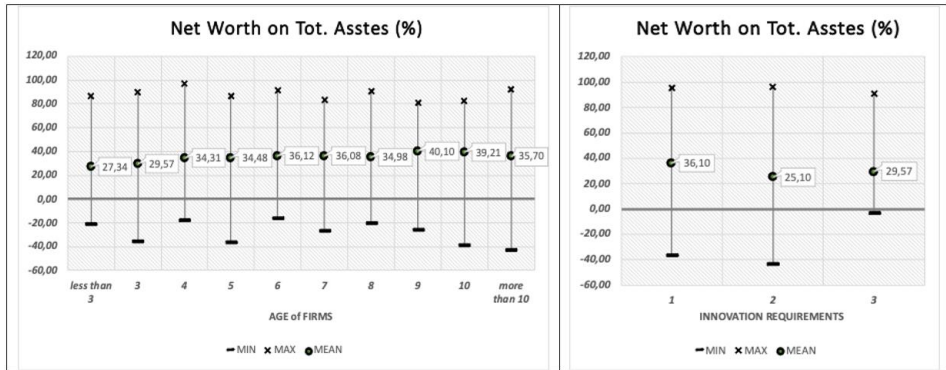 Net Worth on Tot. Asstes (%)
120,00
100,00
80,00
60,00
40,00
20,00
0,00
-20,00
-40,00
-60,00
27,34 29,57 34,31 34,48 36,12 36,08 34,98 40,10 39,21 35,70
less than 3 3 4 5 6 7 8 9 10 more than 10
AGE of FIRMS
MIN MAX MEAN
Net Worth on Tot. Asstes (%)
120,00
100,00
80,00
60,00
40,00
20,00
0,00
-20,00
-40,00
-60,00
36,10 25,10 29,57
1 2 3
INNOVATION REQUIREMENTS
MIN MAX MEAN